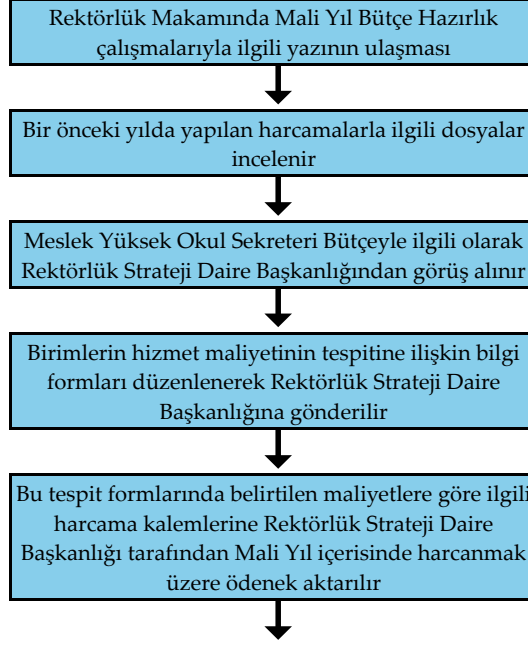 Rektörlük Makamında Mali Yıl Bütçe Hazırlık
çalışmalarıyla ilgili yazının ulaşması
Bir önceki yılda yapılan harcamalarla ilgili dosyalar
incelenir
Meslek Yüksek Okul Sekreteri Bütçeyle ilgili olarak
Rektörlük Strateji Daire Başkanlığından görüş alınır
Birimlerin hizmet maliyetinin tespitine ilişkin bilgi
formları düzenlenerek Rektörlük Strateji Daire
Başkanlığına gönderilir
Bu tespit formlarında belirtilen maliyetlere göre ilgili
harcama kalemlerine Rektörlük Strateji Daire
Başkanlığı tarafından Mali Yıl içerisinde harcanmak
üzere ödenek aktarılır